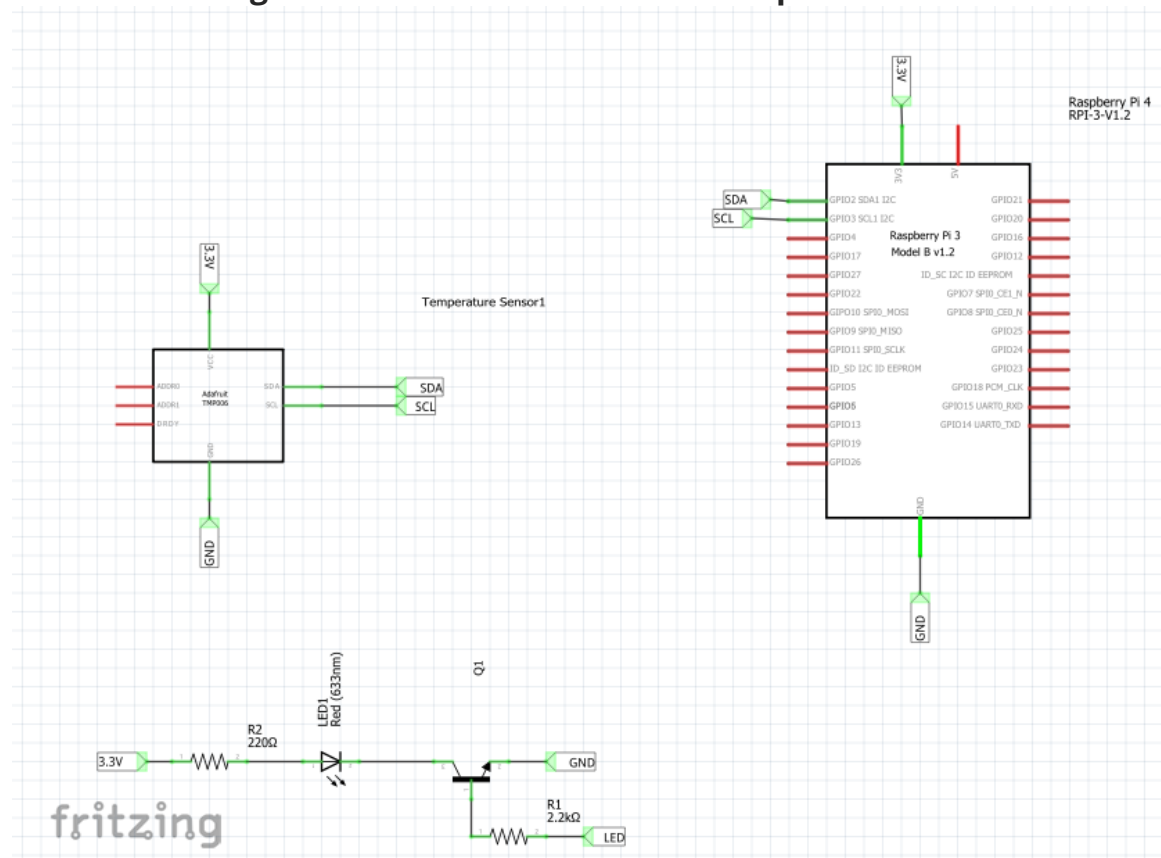 3.3V
Raspberry Pi 4
RPI-3-V1.2
3V3
5V
SDA
SCL
GPIO2 SDA1 I2C
GPIO3 SCL1 I2C
GPIO4
GPIO17
GPIO27
GPIO22
GPIO10 SPI0_MOSI
GPIO9 SPI0_MISO
GPIO11 SPI0_SCLK
ID_SD I2C ID EEPROM
GPIO5
GPIO6
GPIO13
GPIO19
GPIO26
Raspberry Pi 3
Model B v1.2
GPIO21
GPIO20
GPIO16
GPIO12
ID_SC I2C ID EEPROM
GPIO7 SPI0_CE1_N
GPIO8 SPI0_CE0_N
GPIO25
GPIO24
GPIO23
GPIO18 PCM_CLK
GPIO15 UART0_RXD
GPIO14 UART0_TXD
GND
GND
3.3V
Temperature Sensor1
VCC
ADDR0
ADDR1
DRDY
Adafruit
TMP006
SDA
SCL
GND
SDA
SCL
GND
Q1
LED1
Red (633nm)
R2
220Ω
3.3V
GND
R1
2.2kΩ
LED
fritzing